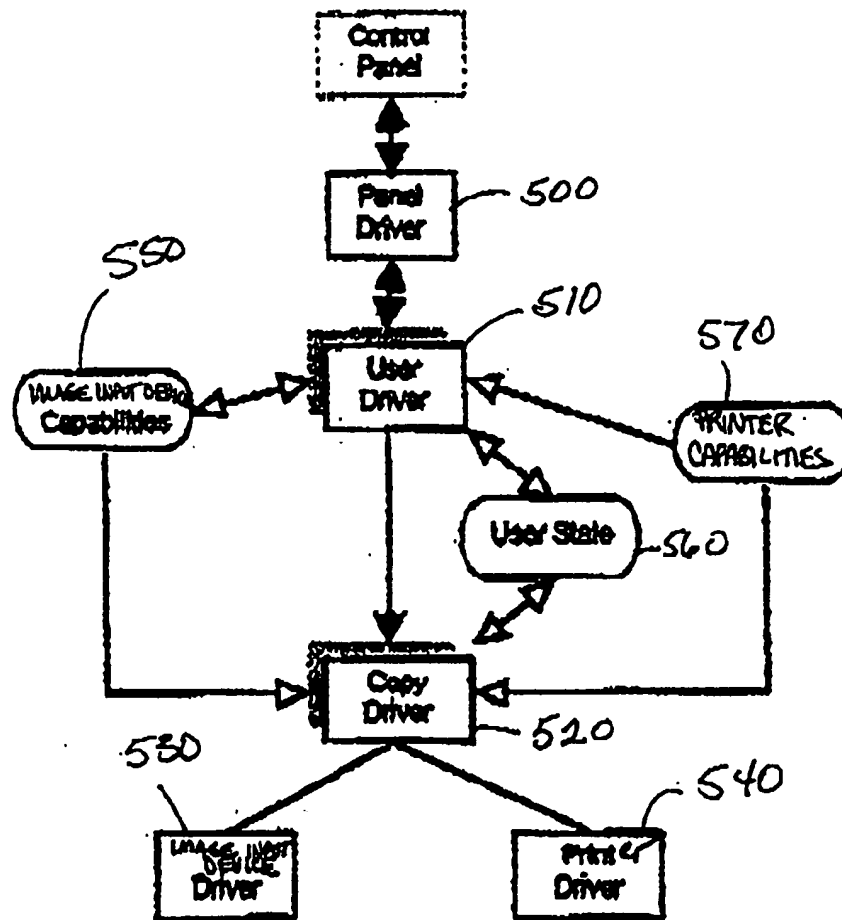 Control
Panel
Panel
Driver
500
550
510
570
User
Driver
IMAGE INPUT DEVIC
Capabilities
PRINTER
CAPABILITIES
User State
560
Copy
Driver
520
530
540
IMAGE INPUT
DEVICE
Driver
Printer
Driver